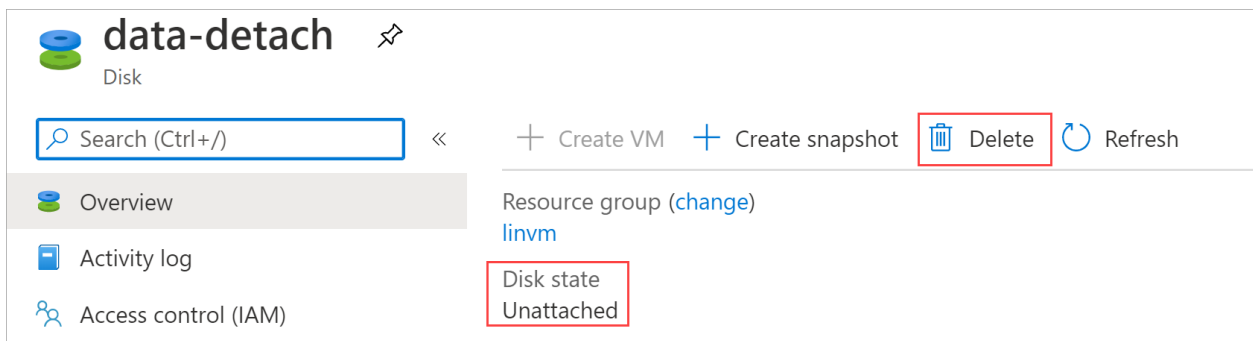 data-detach
Disk
Search (Ctrl+/)
«
Create VM
Create snapshot
Delete
Refresh
Overview
Activity log
Access control (IAM)
Resource group (change)
linvm
Disk state
Unattached